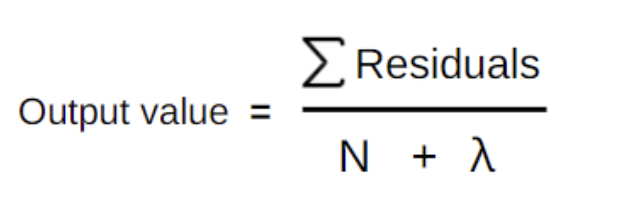 ∑ Residuals
Output value =
N + λ